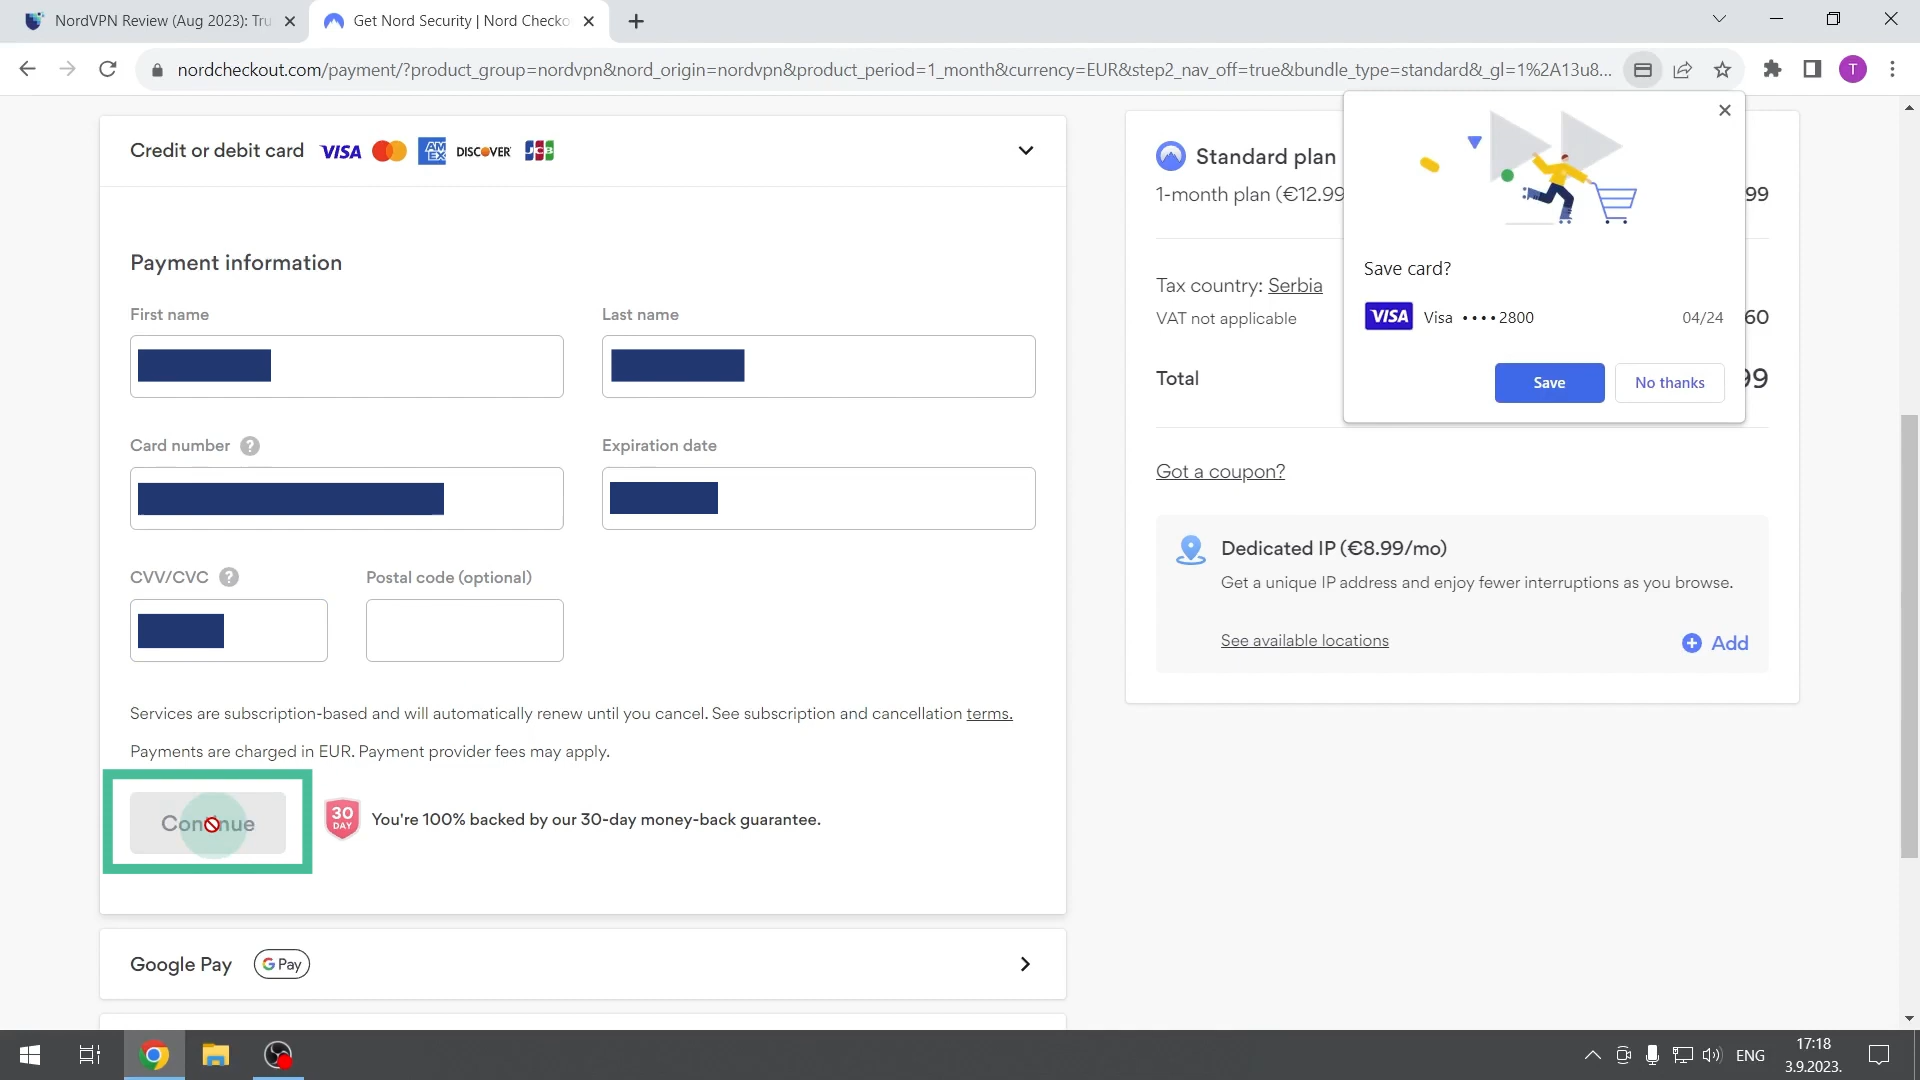 NordVPN Review (Aug 2023): Tru
Get Nord Security | Nord Checko
nordcheckout.com/payment/?product_group=nordvpn&nord_origin=nordvpn&product_period=1_month&currency=EUR&step2_nav_off=true&bundle_type=standard&_gl=1%2A13u8...
T
Credit or debit card VISA AM EX DISCOVER JCB
Payment information
First name
Last name
Card number ?
Expiration date
CVV/CVC ?
Postal code (optional)
Services are subscription-based and will automatically renew until you cancel. See subscription and cancellation terms.
Payments are charged in EUR. Payment provider fees may apply.
Continue
30 DAY
You're 100% backed by our 30-day money-back guarantee.
Google Pay G Pay
Standard plan
1-month plan (€12.99
99
Tax country: Serbia
VAT not applicable
60
Total
99
Save card?
VISA Visa ••••2800 04/24
Save
No thanks
Got a coupon?
Dedicated IP (€8.99/mo)
Get a unique IP address and enjoy fewer interruptions as you browse.
See available locations
Add
ENG
17:18
3.9.2023.